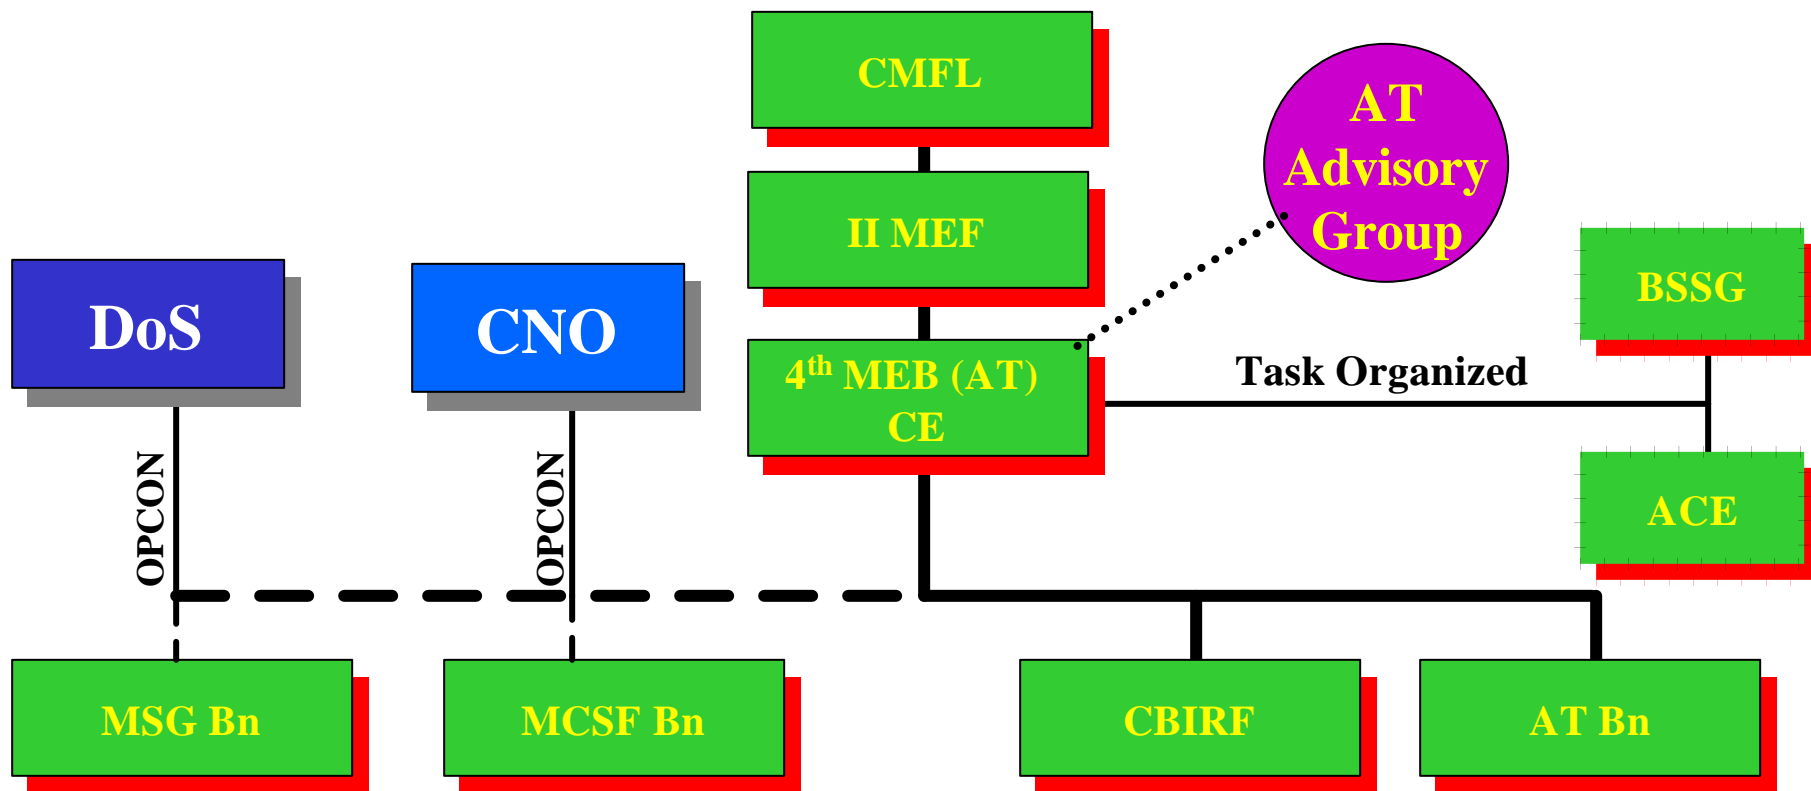 CMFL
AT
Advisory
Group
II MEF
BSSG
DoS
CNO
4th MEB (AT)
CE
Task Organized
OPCON
OPCON
ACE
MSG Bn
MCSF Bn
CBIRF
AT Bn